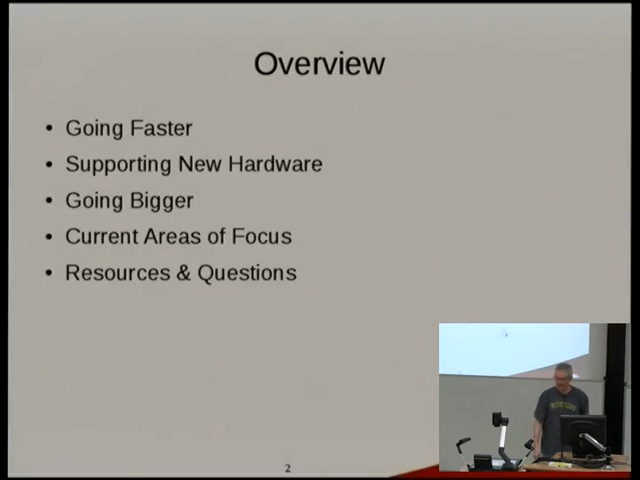 Overview
• Going Faster
• Supporting New Hardware
• Going Bigger
• Current Areas of Focus
• Resources & Questions
2